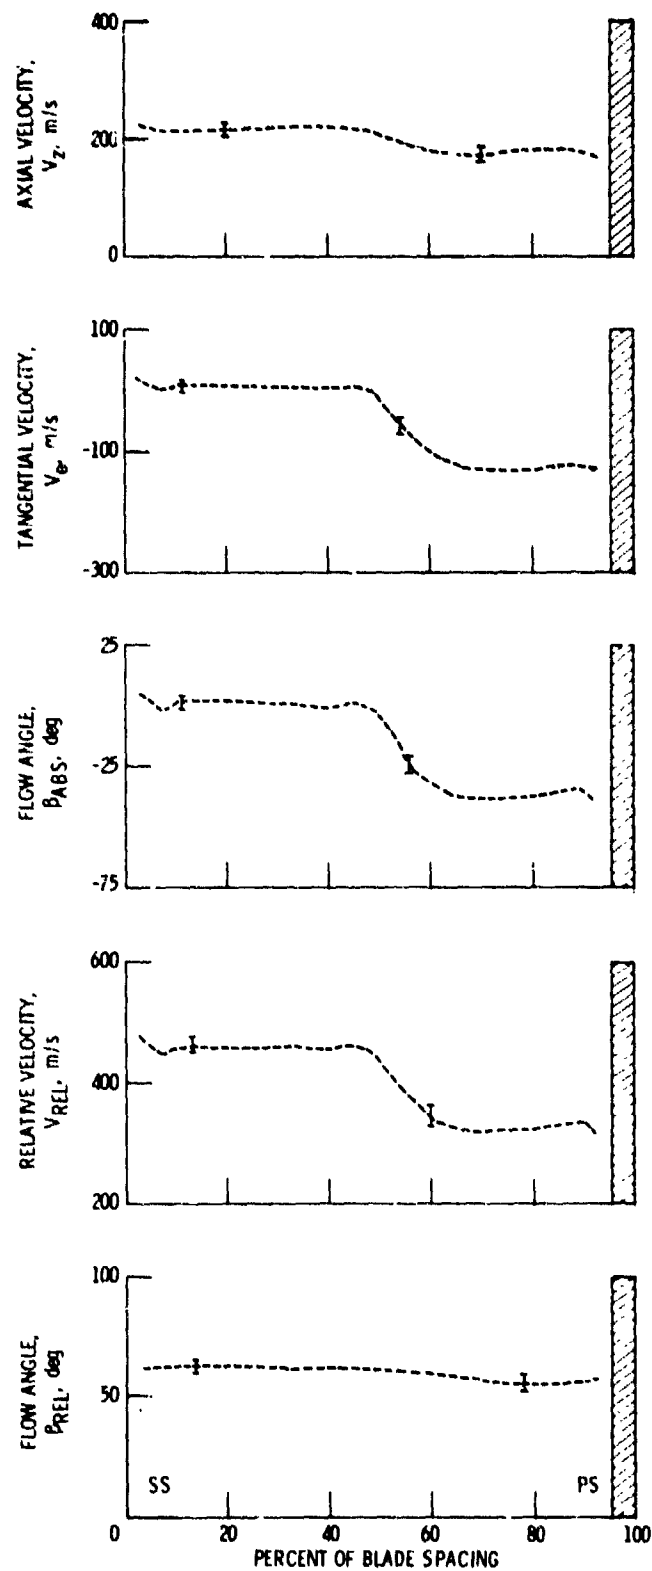 AXIAL VELOCITY,
V_z, m/s
400
200
0
TANGENTIAL VELOCITY,
V_θ, m/s
100
-100
-300
FLOW ANGLE,
β_ABS, deg
25
-25
-75
RELATIVE VELOCITY,
V_REL, m/s
600
400
200
FLOW ANGLE,
β_REL, deg
100
50
SS PS
0 20 40 60 80 100
PERCENT OF BLADE SPACING